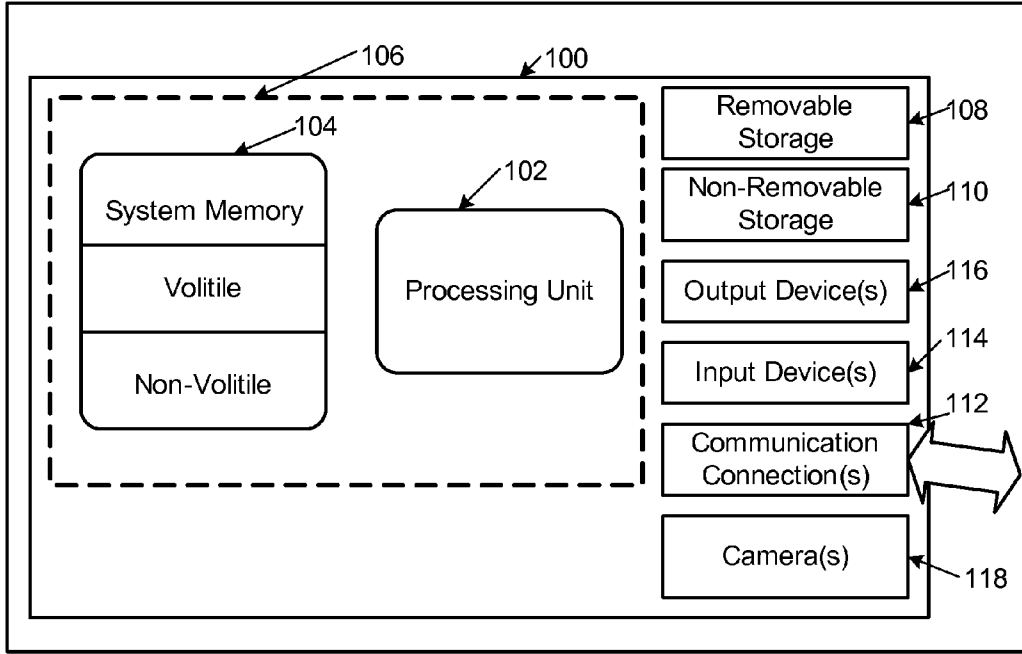 106
100
104
System Memory
Volitile
Non-Volitile
102
Processing Unit
Removable
Storage
108
Non-Removable
Storage
110
Output Device(s)
116
Input Device(s)
114
112
Communication
Connection(s)
Camera(s)
118